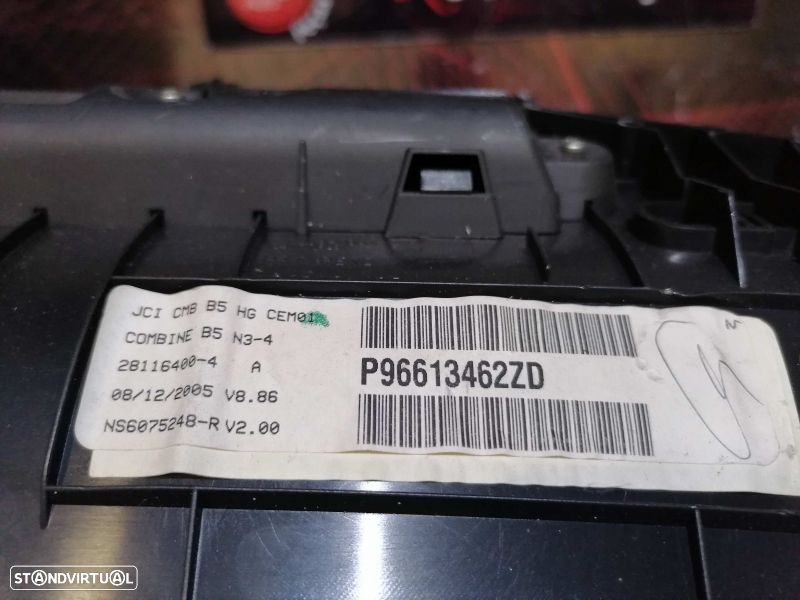 JCI CMB B5 HG CEM01
COMBINE B5 N3-4
28116400-4 A
08/12/2005 V8.86
NS6075248-R V2.00
P96613462ZD
STANDVIRTUAL